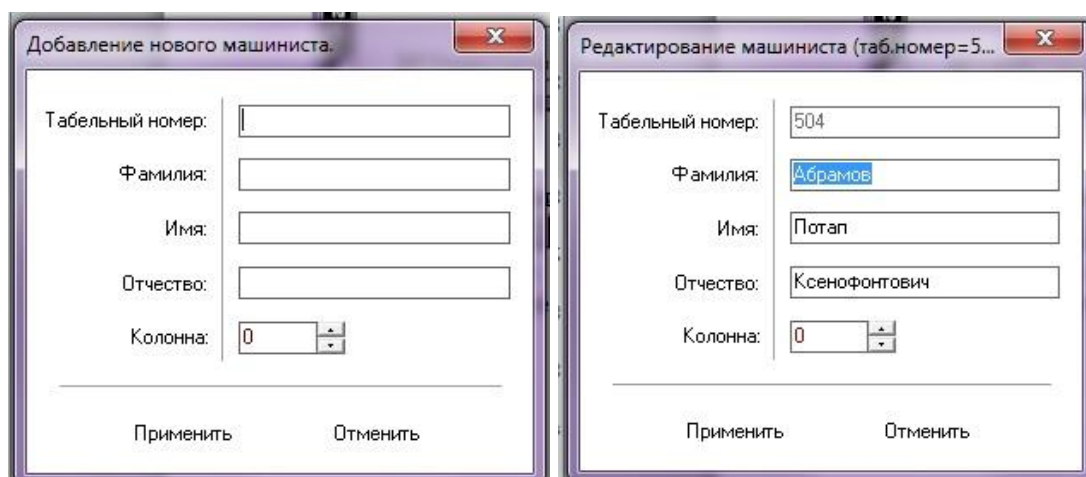 Добавление нового машиниста.
Табельный номер:
Фамилия:
Имя:
Отчество:
Колонна: 0
Применить Отменить
Редактирование машиниста (таб.номер=5...
Табельный номер: 504
Фамилия: Абрамов
Имя: Потап
Отчество: Ксенофонтович
Колонна: 0
Применить Отменить